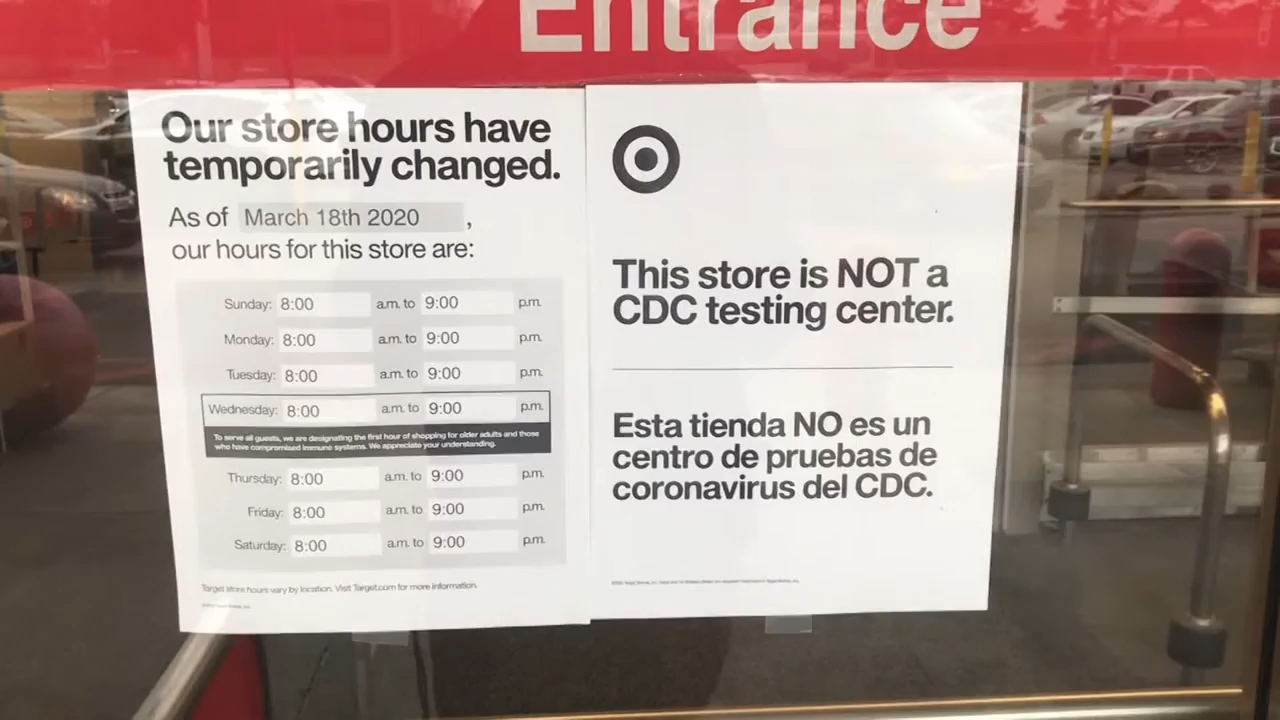 Entrance
Our store hours have
temporarily changed.
As of March 18th 2020 ,
our hours for this store are:
Sunday: 8:00 a.m. to 9:00 p.m.
Monday: 8:00 a.m. to 9:00 p.m.
Tuesday: 8:00 a.m. to 9:00 p.m.
Wednesday: 8:00 a.m. to 9:00 p.m.
To serve all guests, we are designating the first hour of shopping for older adults and those
who have compromised immune systems. We appreciate your understanding.
Thursday: 8:00 a.m. to 9:00 p.m.
Friday: 8:00 a.m. to 9:00 p.m.
Saturday: 8:00 a.m. to 9:00 p.m.
Target store hours vary by location. Visit Target.com for more information.
This store is NOT a
CDC testing center.
Esta tienda NO es un
centro de pruebas de
coronavirus del CDC.